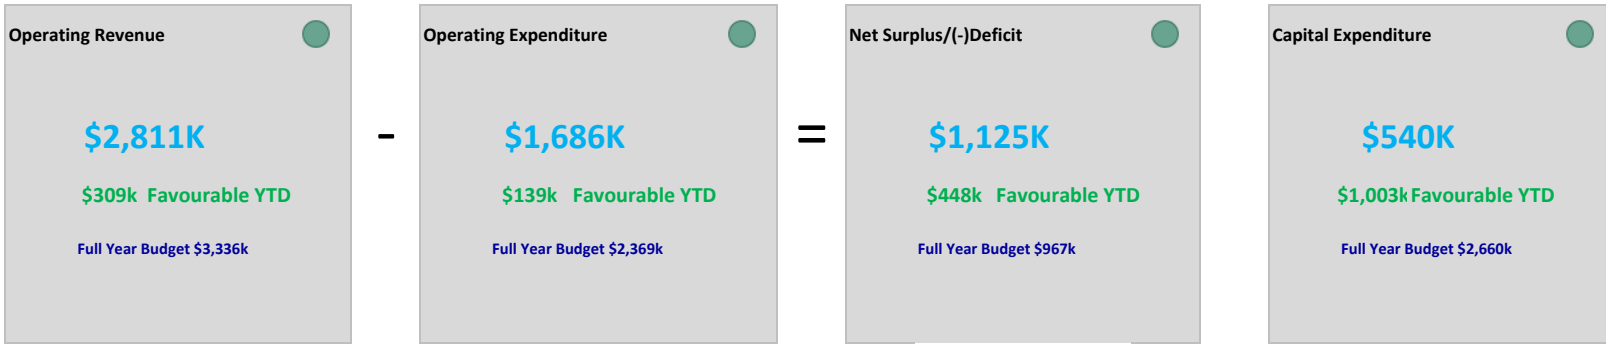 Operating Revenue
$2,811K
$309k Favourable YTD
Full Year Budget $3,336k
-
Operating Expenditure
$1,686K
$139k Favourable YTD
Full Year Budget $2,369k
=
Net Surplus/(-)Deficit
$1,125K
$448k Favourable YTD
Full Year Budget $967k
Capital Expenditure
$540K
$1,003k Favourable YTD
Full Year Budget $2,660k